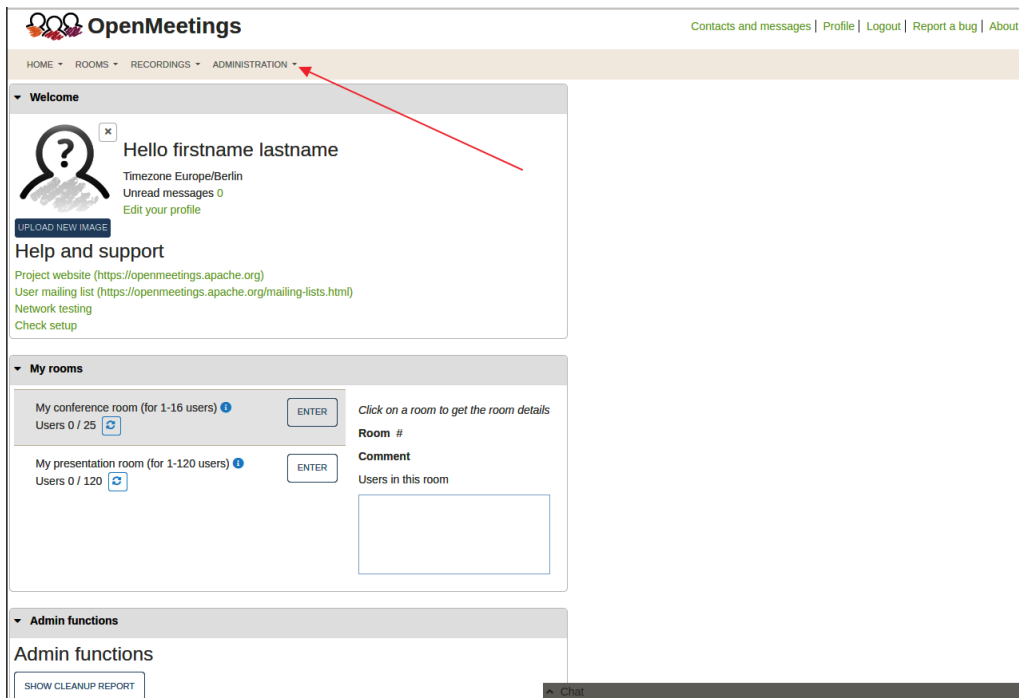 OpenMeetings
Contacts and messages | Profile | Logout | Report a bug | About
HOME ROOMS RECORDINGS ADMINISTRATION
Welcome
?
Hello firstname lastname
Timezone Europe/Berlin
Unread messages 0
Edit your profile
UPLOAD NEW IMAGE
Help and support
Project website (https://openmeetings.apache.org)
User mailing list (https://openmeetings.apache.org/mailing-lists.html)
Network testing
Check setup
My rooms
My conference room (for 1-16 users)
Users 0 / 25
ENTER
My presentation room (for 1-120 users)
Users 0 / 120
ENTER
Click on a room to get the room details
Room #
Comment
Users in this room
Admin functions
Admin functions
SHOW CLEANUP REPORT
Chat